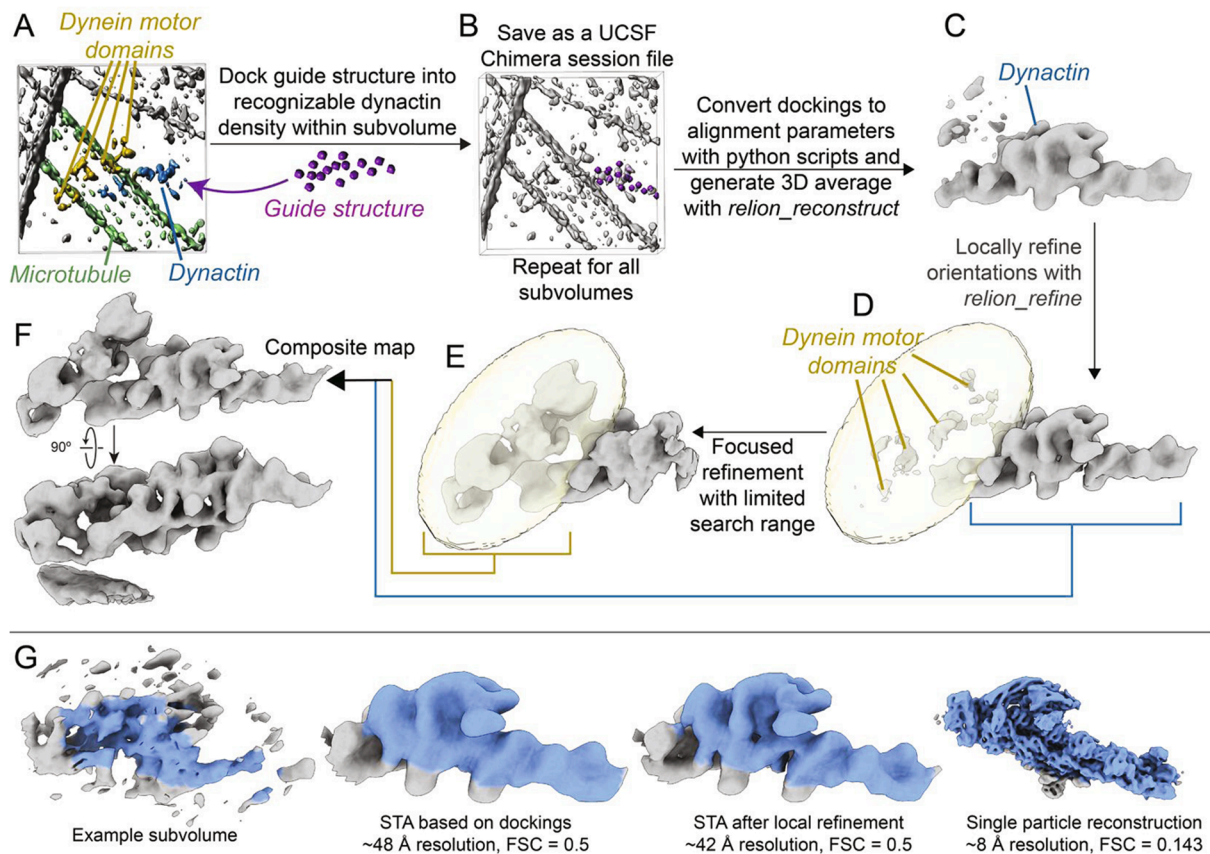 A
Dynein motor
domains
Dock guide structure into
recognizable dynactin
density within subvolume
Guide structure
Microtubule
Dynactin
B
Save as a UCSF
Chimera session file
Repeat for all
subvolumes
Convert dockings to
alignment parameters
with python scripts and
generate 3D average
with relion_reconstruct
C
Dynactin
Locally refine
orientations with
relion_refine
D
Dynein motor
domains
Focused
refinement
with limited
search range
E
Composite map
F
90º
G
Example subvolume
STA based on dockings
~48 Å resolution, FSC = 0.5
STA after local refinement
~42 Å resolution, FSC = 0.5
Single particle reconstruction
~8 Å resolution, FSC = 0.143